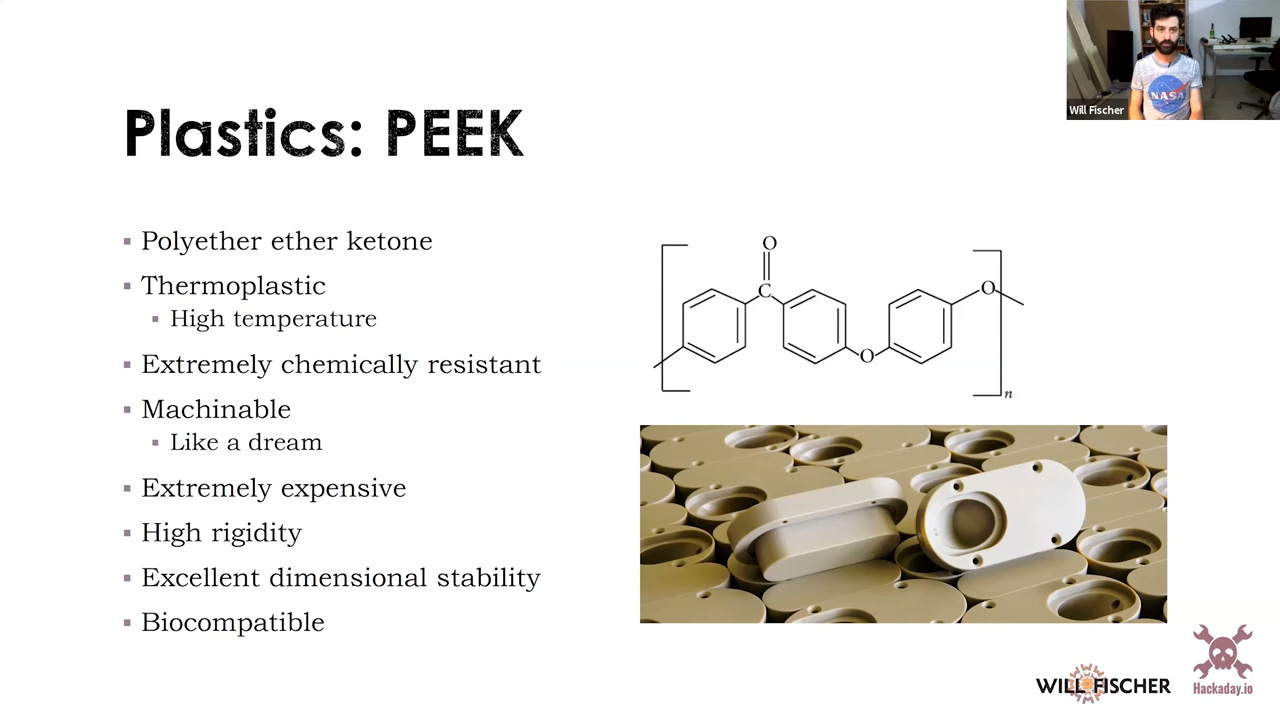 Plastics: PEEK
Polyether ether ketone
Thermoplastic
High temperature
Extremely chemically resistant
Machinable
Like a dream
Extremely expensive
High rigidity
Excellent dimensional stability
Biocompatible
O
C
O
O
n
NASA
Will Fischer
WILL FISCHER
Hackaday.io